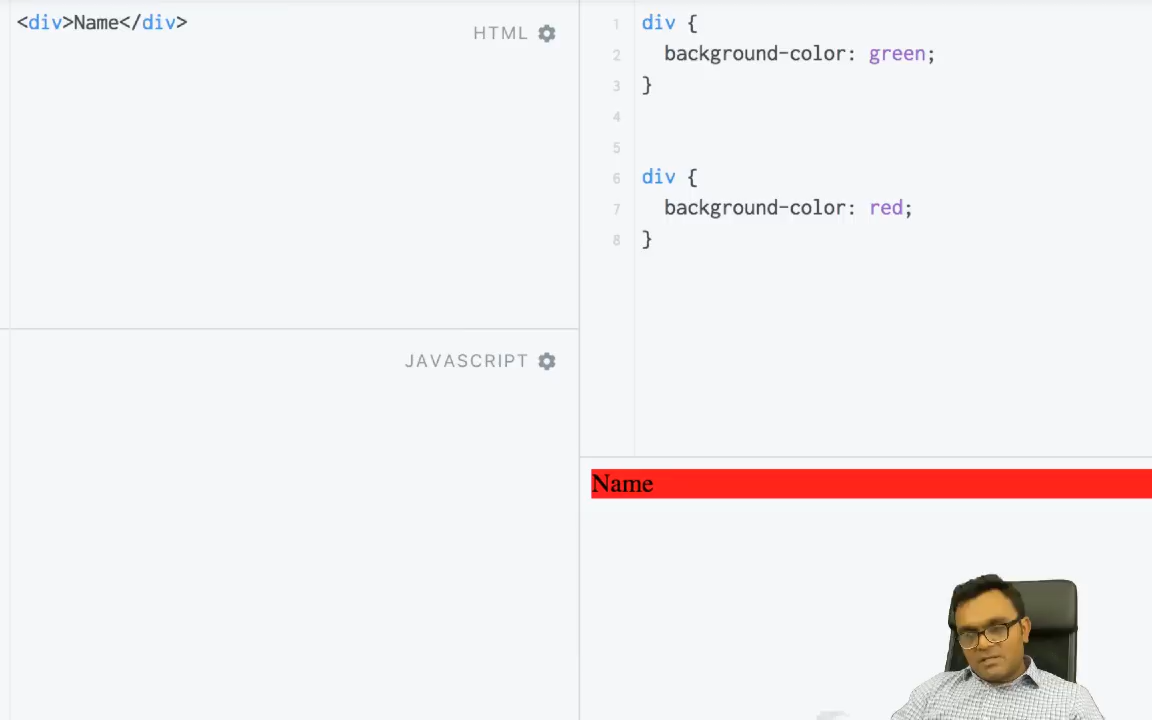 <div>Name</div>
HTML
1 div {
2 background-color: green;
3 }
4
5
6 div {
7 background-color: red;
8 }
JAVASCRIPT
Name